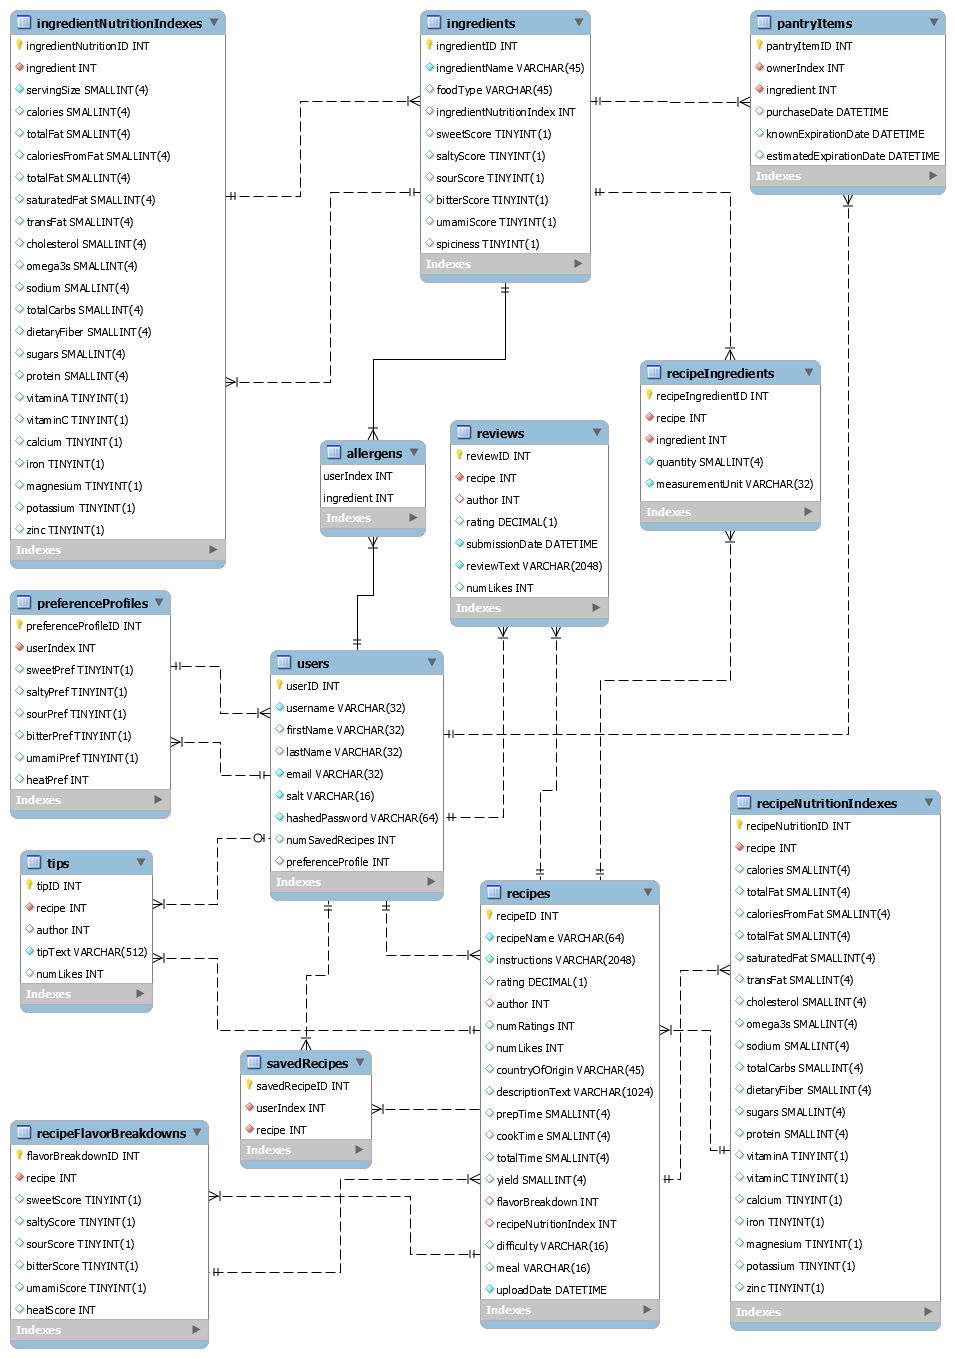 ingredientNutritionIndexes
ingredientNutritionID INT
ingredient INT
servingSize SMALLINT(4)
calories SMALLINT(4)
totalFat SMALLINT(4)
caloriesFromFat SMALLINT(4)
totalFat SMALLINT(4)
saturatedFat SMALLINT(4)
transFat SMALLINT(4)
cholesterol SMALLINT(4)
omega3s SMALLINT(4)
sodium SMALLINT(4)
totalCarbs SMALLINT(4)
dietaryFiber SMALLINT(4)
sugars SMALLINT(4)
protein SMALLINT(4)
vitaminA TINYINT(1)
vitaminC TINYINT(1)
calcium TINYINT(1)
iron TINYINT(1)
magnesium TINYINT(1)
potassium TINYINT(1)
zinc TINYINT(1)
Indexes
ingredients
ingredientID INT
ingredientName VARCHAR(45)
foodType VARCHAR(45)
ingredientNutritionIndex INT
sweetScore TINYINT(1)
saltyScore TINYINT(1)
sourScore TINYINT(1)
bitterScore TINYINT(1)
umamiScore TINYINT(1)
spiciness TINYINT(1)
Indexes
pantryItems
pantryItemID INT
ownerIndex INT
ingredient INT
purchaseDate DATETIME
knownExpirationDate DATETIME
estimatedExpirationDate DATETIME
Indexes
recipeIngredients
recipeIngredientID INT
recipe INT
ingredient INT
quantity SMALLINT(4)
measurementUnit VARCHAR(32)
Indexes
allergens
userIndex INT
ingredient INT
Indexes
reviews
reviewID INT
recipe INT
author INT
rating DECIMAL(1)
submissionDate DATETIME
reviewText VARCHAR(2048)
numLikes INT
Indexes
preferenceProfiles
preferenceProfileID INT
userIndex INT
sweetPref TINYINT(1)
saltyPref TINYINT(1)
sourPref TINYINT(1)
bitterPref TINYINT(1)
umamiPref TINYINT(1)
heatPref INT
Indexes
users
userID INT
username VARCHAR(32)
firstName VARCHAR(32)
lastName VARCHAR(32)
email VARCHAR(32)
salt VARCHAR(16)
hashedPassword VARCHAR(64)
numSavedRecipes INT
preferenceProfile INT
Indexes
tips
tipID INT
recipe INT
author INT
tipText VARCHAR(512)
numLikes INT
Indexes
recipes
recipeID INT
recipeName VARCHAR(64)
instructions VARCHAR(2048)
rating DECIMAL(1)
author INT
numRatings INT
numLikes INT
countryOfOrigin VARCHAR(45)
descriptionText VARCHAR(1024)
prepTime SMALLINT(4)
cookTime SMALLINT(4)
totalTime SMALLINT(4)
yield SMALLINT(4)
flavorBreakdown INT
recipeNutritionIndex INT
difficulty VARCHAR(16)
meal VARCHAR(16)
uploadDate DATETIME
Indexes
recipeNutritionIndexes
recipeNutritionID INT
recipe INT
calories SMALLINT(4)
totalFat SMALLINT(4)
caloriesFromFat SMALLINT(4)
totalFat SMALLINT(4)
saturatedFat SMALLINT(4)
transFat SMALLINT(4)
cholesterol SMALLINT(4)
omega3s SMALLINT(4)
sodium SMALLINT(4)
totalCarbs SMALLINT(4)
dietaryFiber SMALLINT(4)
sugars SMALLINT(4)
protein SMALLINT(4)
vitaminA TINYINT(1)
vitaminC TINYINT(1)
calcium TINYINT(1)
iron TINYINT(1)
magnesium TINYINT(1)
potassium TINYINT(1)
zinc TINYINT(1)
Indexes
savedRecipes
savedRecipeID INT
userIndex INT
recipe INT
Indexes
recipeFlavorBreakdowns
flavorBreakdownID INT
recipe INT
sweetScore TINYINT(1)
saltyScore TINYINT(1)
sourScore TINYINT(1)
bitterScore TINYINT(1)
umamiScore TINYINT(1)
heatScore INT
Indexes